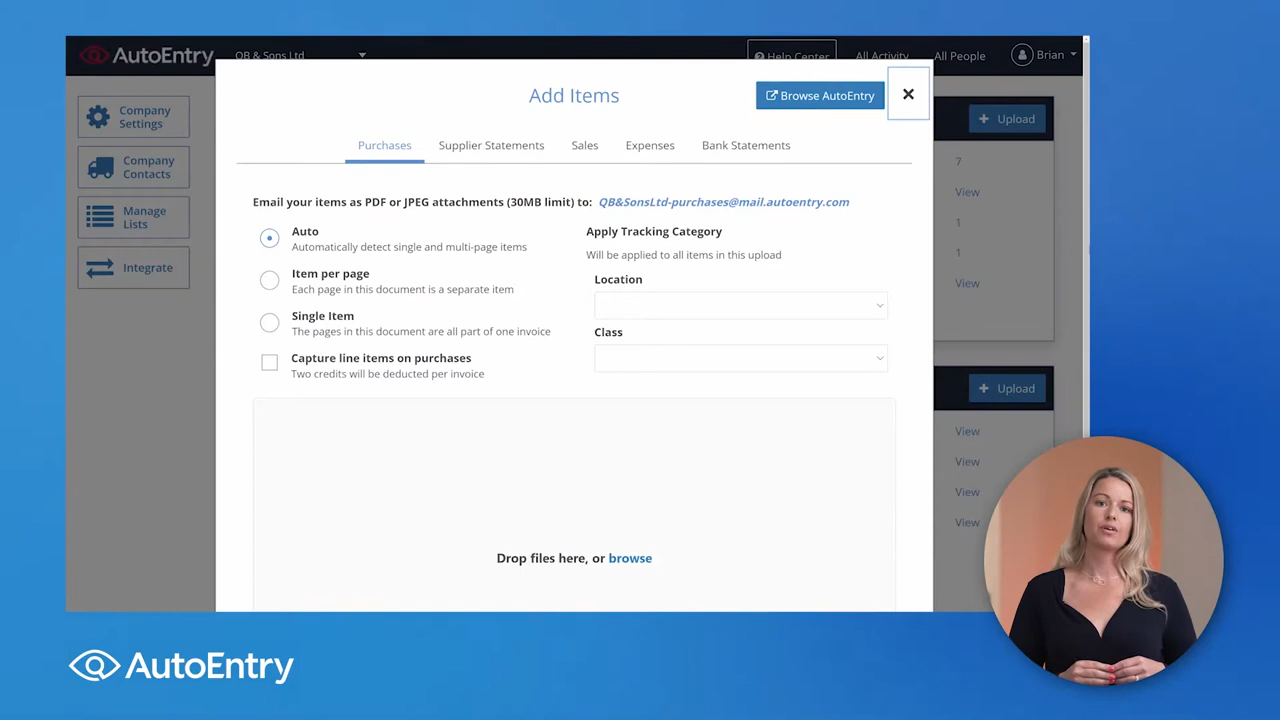 AutoEntry
QB & Sons Ltd
Help Center
All Activity
All People
Brian
Company
Settings
Company
Contacts
Manage
Lists
Integrate
Add Items
Browse AutoEntry
Purchases
Supplier Statements
Sales
Expenses
Bank Statements
Email your items as PDF or JPEG attachments (30MB limit) to: QB&SonsLtd-purchases@mail.autoentry.com
Auto
Automatically detect single and multi-page items
Item per page
Each page in this document is a separate item
Single Item
The pages in this document are all part of one invoice
Capture line items on purchases
Two credits will be deducted per invoice
Apply Tracking Category
Will be applied to all items in this upload
Location
Class
Drop files here, or browse
Upload
7
View
1
1
View
Upload
View
View
View
View
AutoEntry